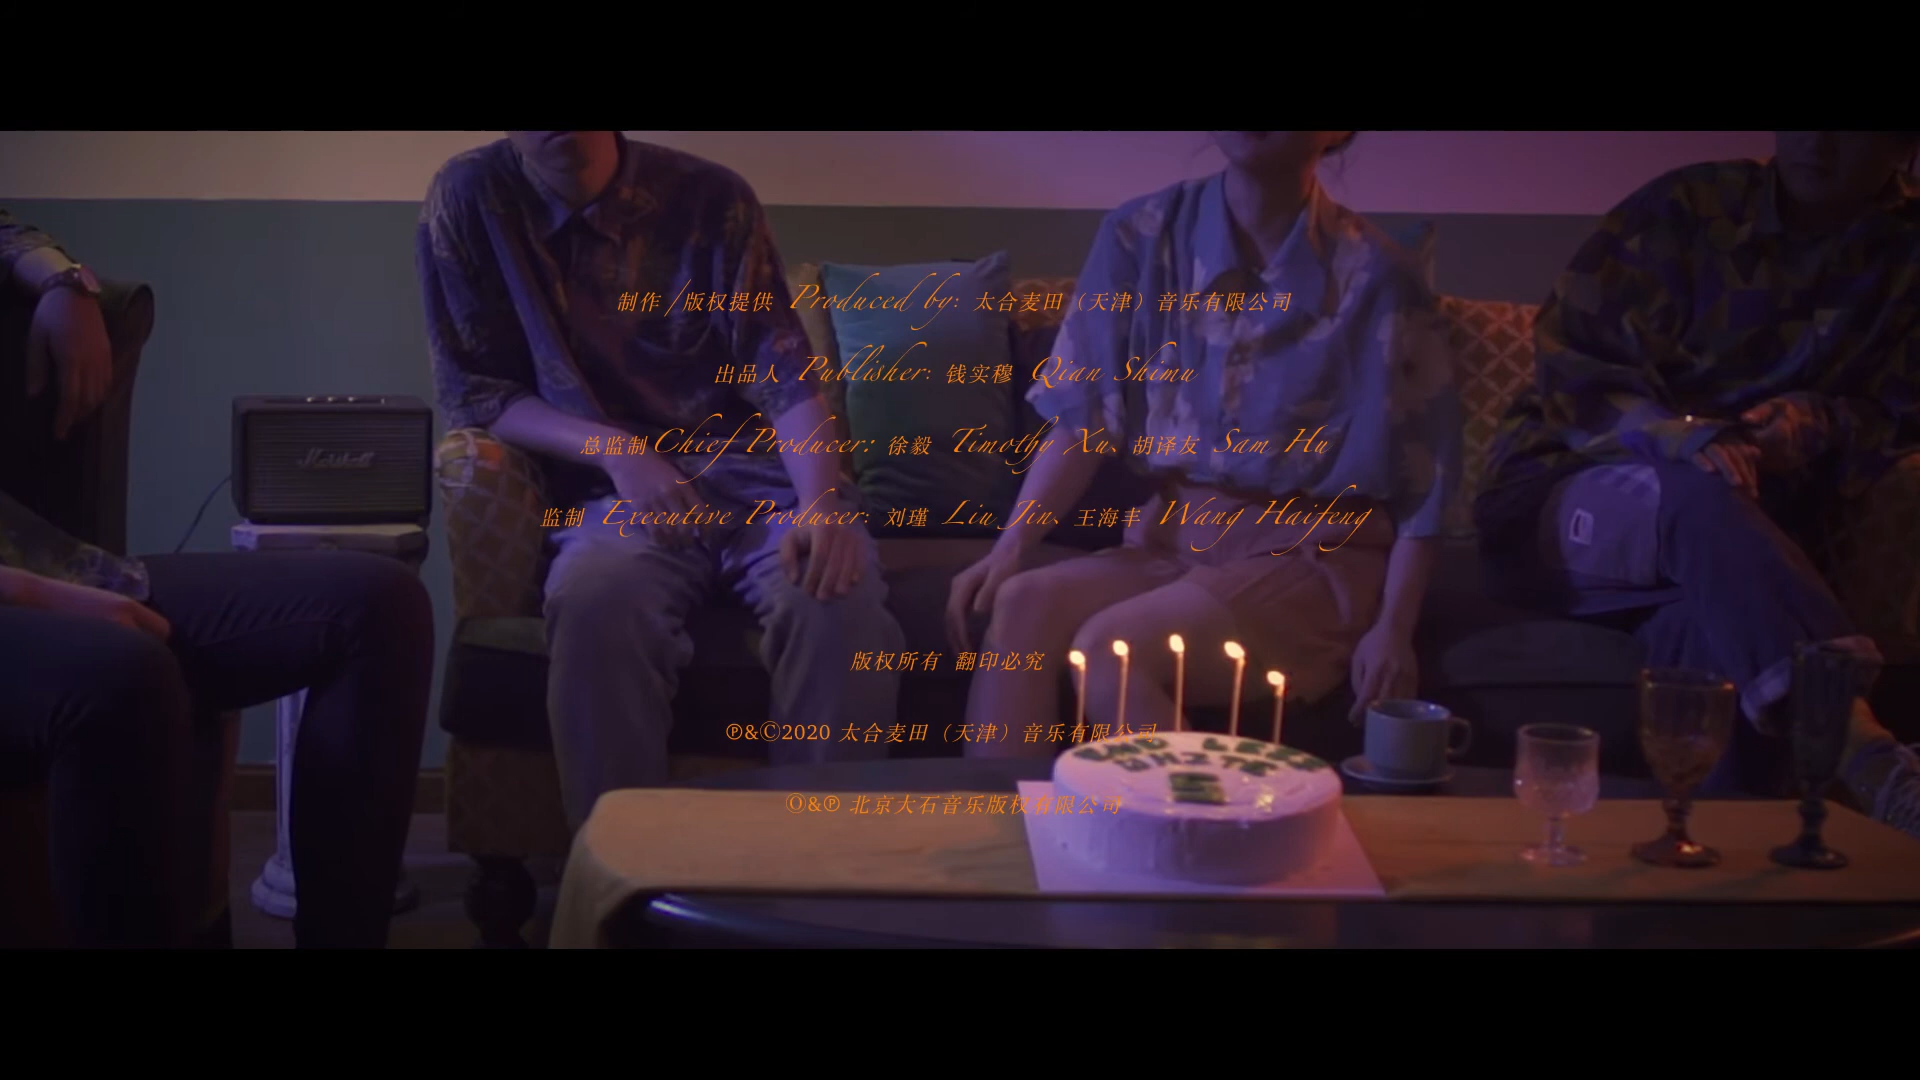 制作/版权提供 Produced by: 太合麦田（天津）音乐有限公司
出品人 Publisher: 钱实穆 Qian Shimu
总监制 Chief Producer: 徐毅 Timothy Xu、胡译友 Sam Hu
监制 Executive Producer: 刘瑾 Liu Jin、王海丰 Wang Haifeng
Marshall
版权所有 翻印必究
℗&Ⓒ2020 太合麦田（天津）音乐有限公司
Ⓞ&℗ 北京大石音乐版权有限公司